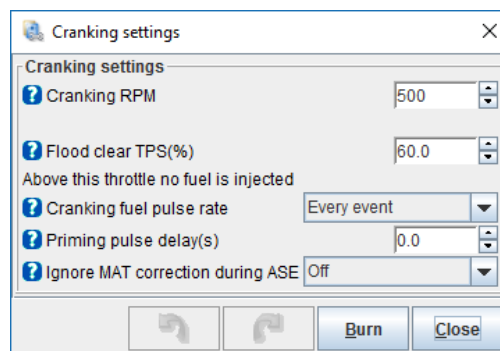 Cranking settings
Cranking settings
Cranking RPM 500
Flood clear TPS(%) 60.0
Above this throttle no fuel is injected
Cranking fuel pulse rate Every event
Priming pulse delay(s) 0.0
Ignore MAT correction during ASE Off
Burn Close